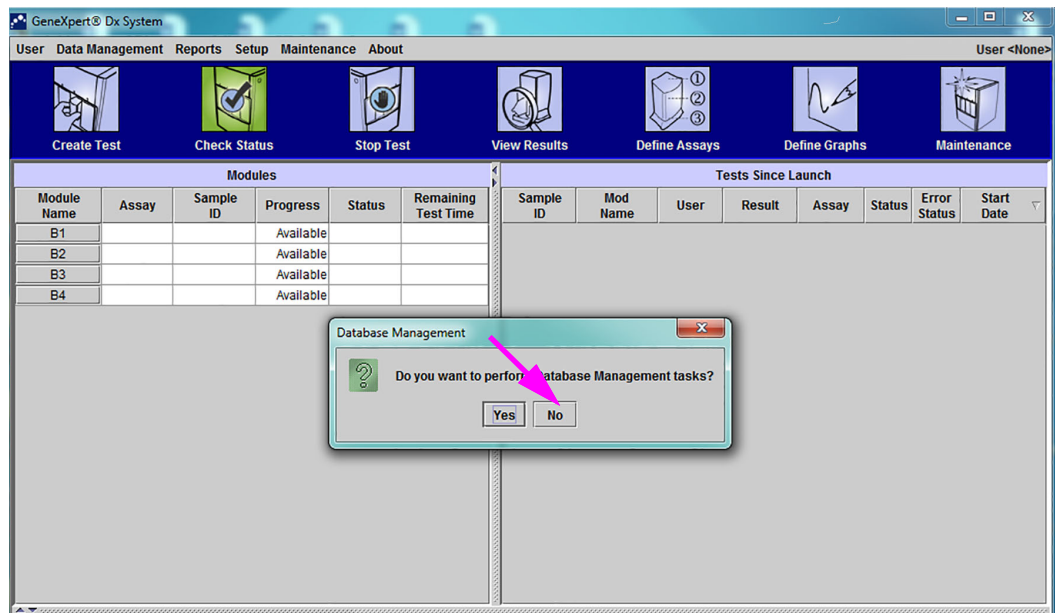 GeneXpert® Dx System
User Data Management Reports Setup Maintenance About User <None>
Create Test Check Status Stop Test View Results Define Assays Define Graphs Maintenance
Modules Tests Since Launch
Module Name Assay Sample ID Progress Status Remaining Test Time Sample ID Mod Name User Result Assay Status Error Status Start Date
B1 Available
B2 Available
B3 Available
B4 Available
Database Management
Do you want to perform Database Management tasks?
Yes No